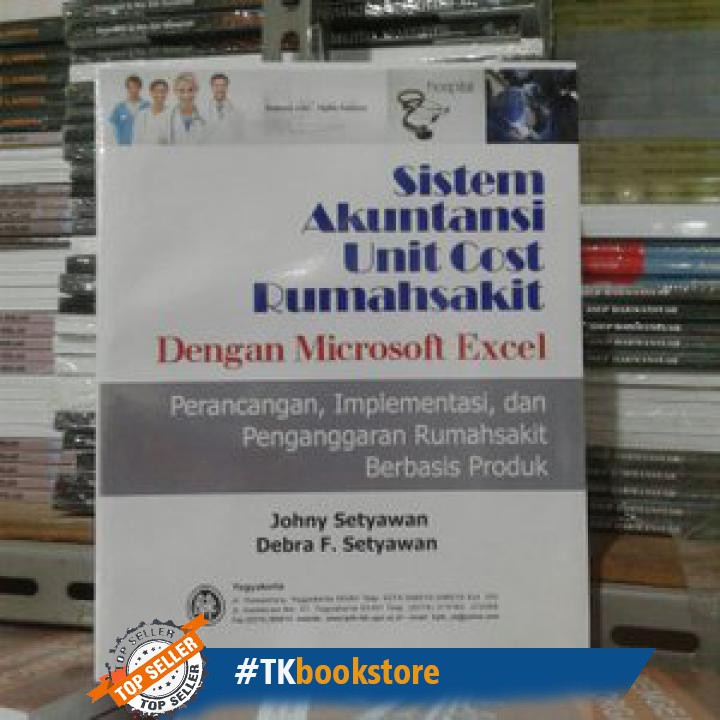 hospital
Sistem
Akuntansi
Unit Cost
Rumahsakit
Dengan Microsoft Excel
Perancangan, Implementasi, dan
Penganggaran Rumahsakit
Berbasis Produk
Johny Setyawan
Debra F. Setyawan
Yogyakarta
TOP SELLER
TOP SELLER
TOP SELLER
#TKbookstore